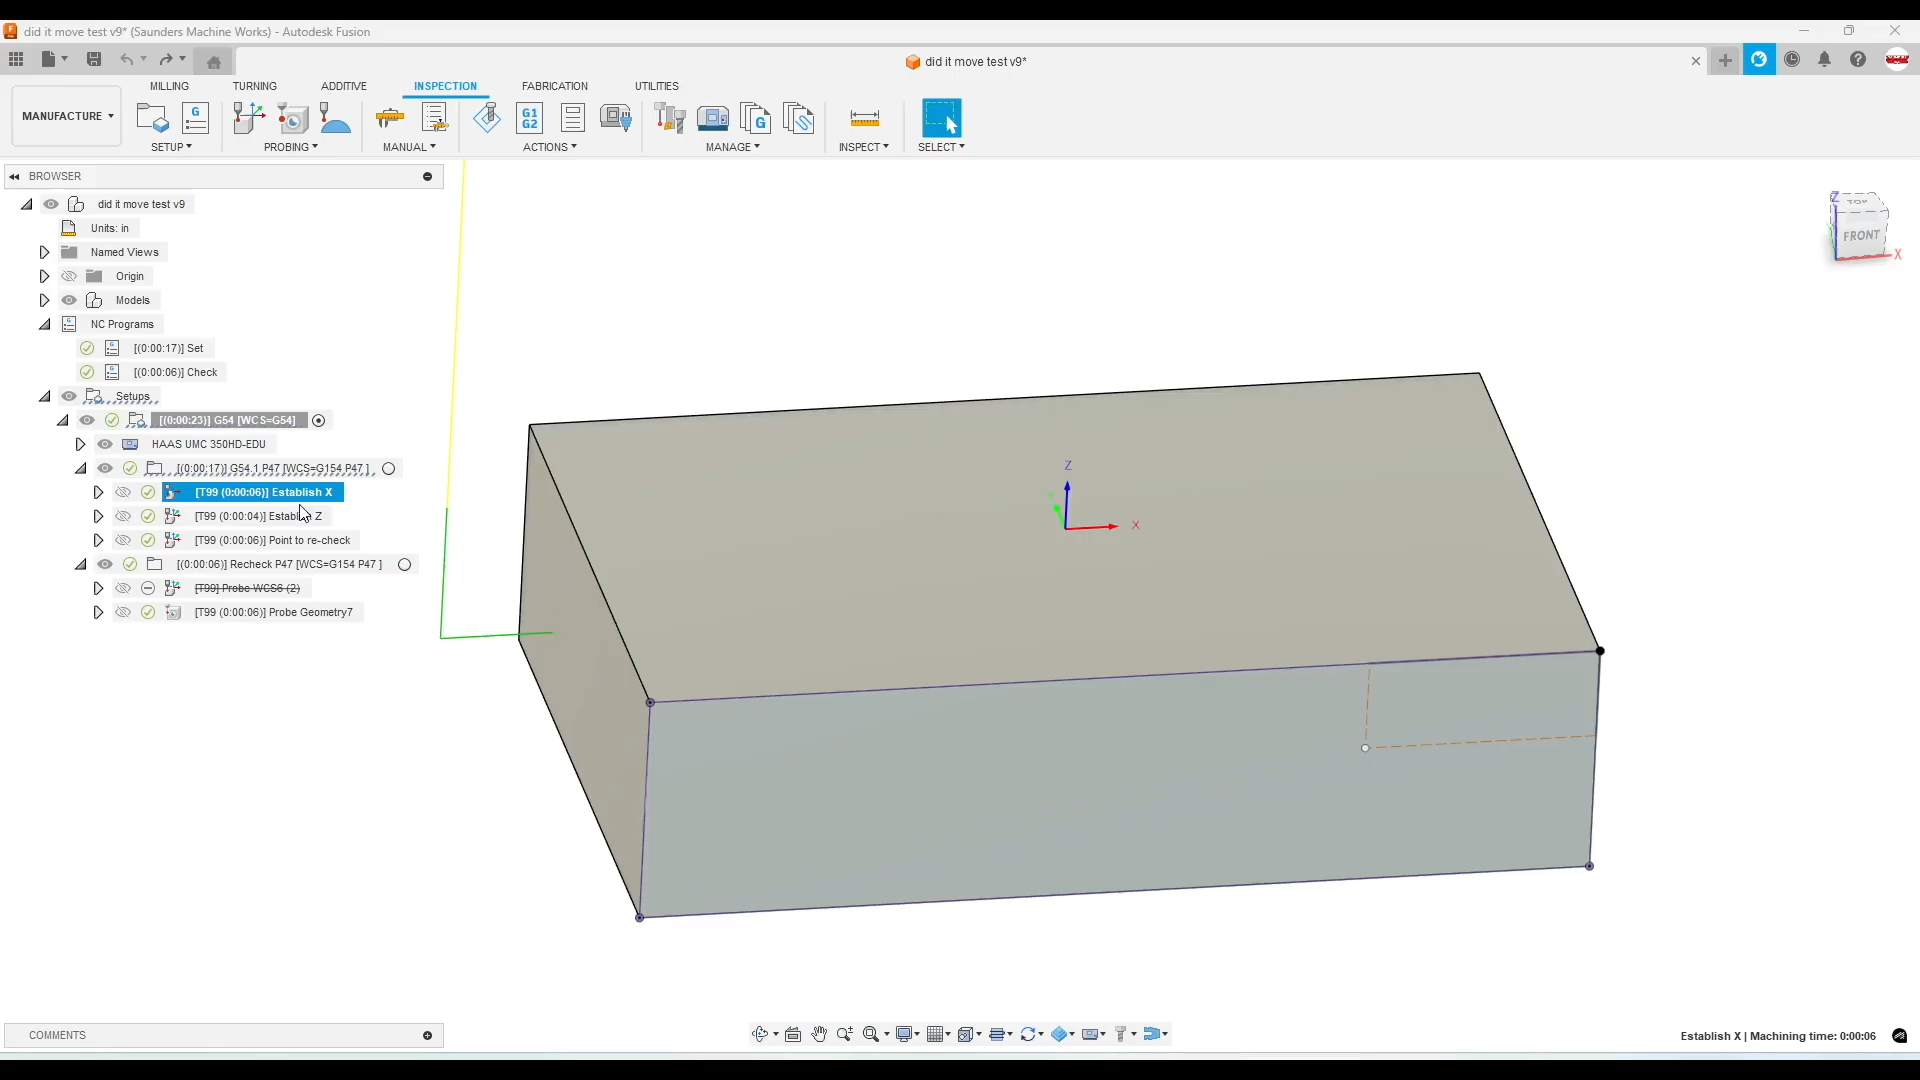 did it move test v9* (Saunders Machine Works) - Autodesk Fusion
did it move test v9*
MILLING
TURNING
ADDITIVE
INSPECTION
FABRICATION
UTILITIES
MANUFACTURE
SETUP
PROBING
MANUAL
ACTIONS
MANAGE
INSPECT
SELECT
G
G1
G2
G
BROWSER
did it move test v9
Units: in
Named Views
Origin
Models
NC Programs
[(0:00:17)] Set
[(0:00:06)] Check
Setups
[(0:00:23)] G54 [WCS=G54]
HAAS UMC 350HD-EDU
[(0:00:17)] G54.1 P47 [WCS=G154 P47 ]
[T99 (0:00:06)] Establish X
[T99 (0:00:04)] Establish Z
[T99 (0:00:06)] Point to re-check
[(0:00:06)] Recheck P47 [WCS=G154 P47 ]
[T99] Probe WCS6 (2)
[T99 (0:00:06)] Probe Geometry7
Z
X
Z
TOP
FRONT
X
COMMENTS
Establish X | Machining time: 0:00:06